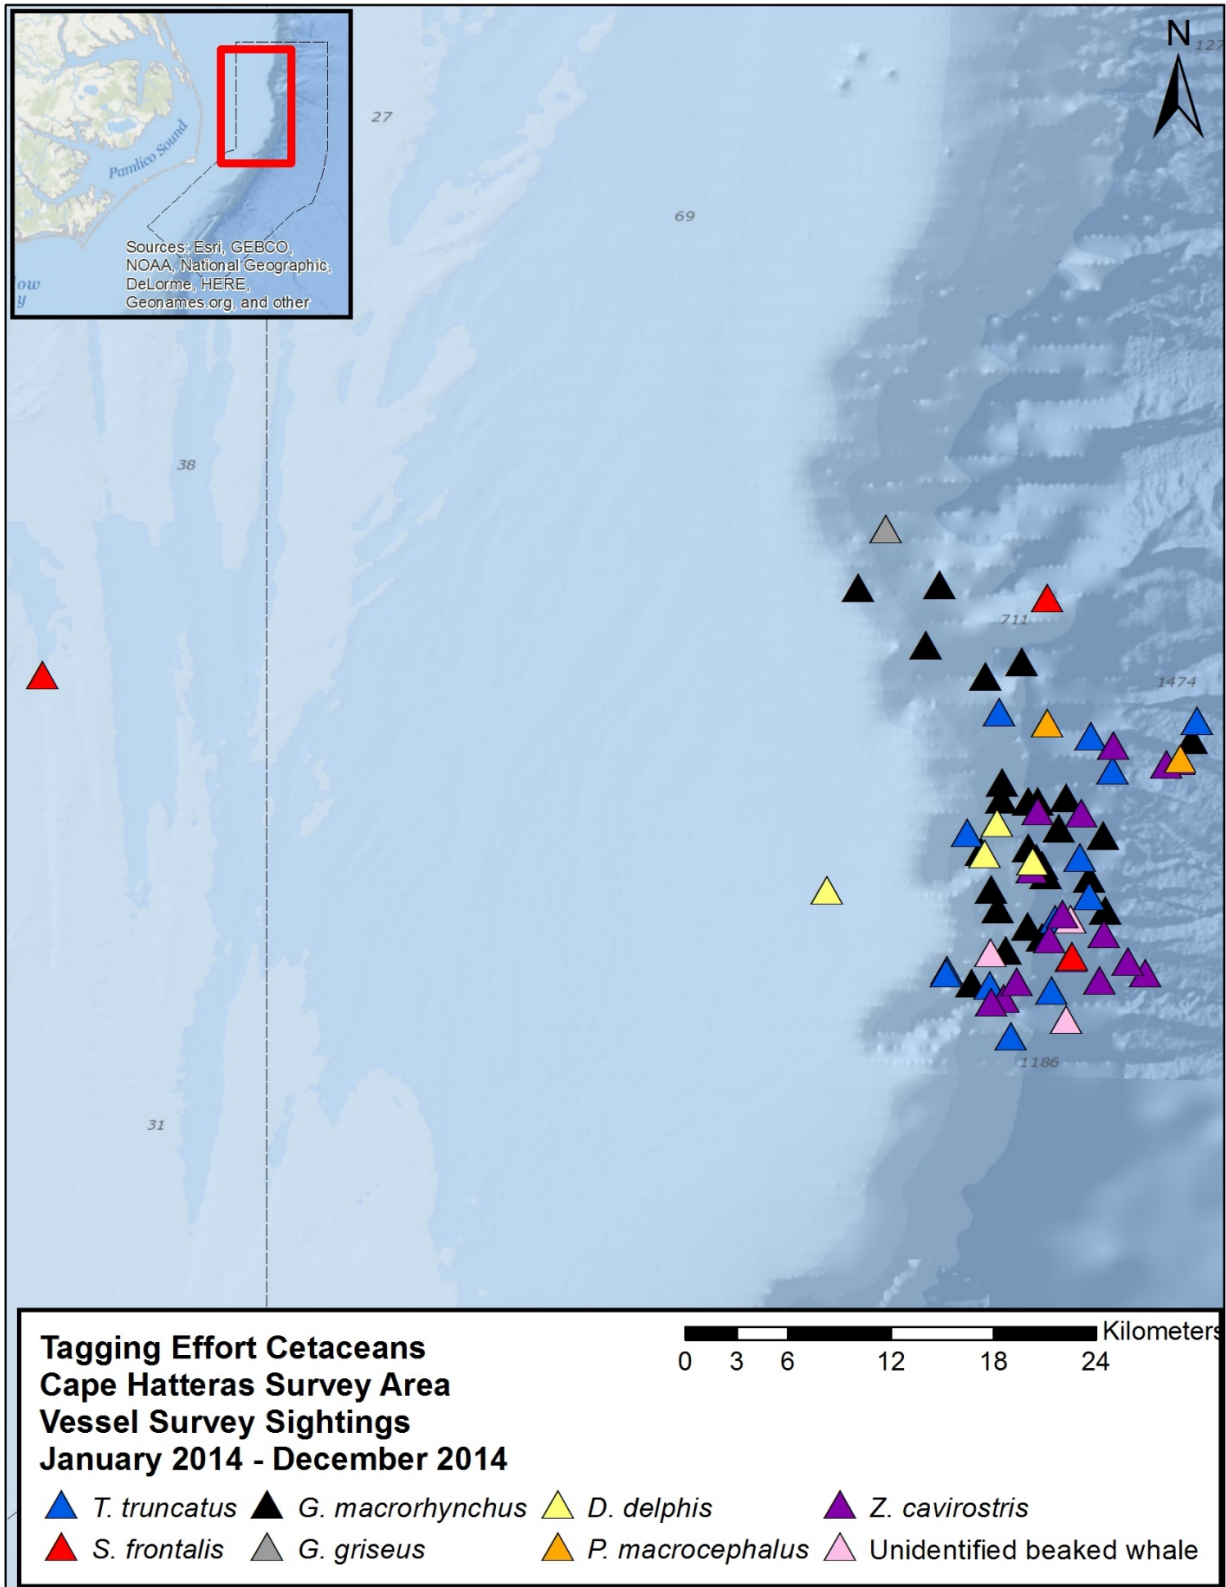 N
127
27
Pamlico Sound
69
Sources: Esri, GEBCO,
NOAA, National Geographic,
DeLorme, HERE,
Geonames.org, and other
ow
y
38
711
1474
1186
31
Tagging Effort Cetaceans
Cape Hatteras Survey Area
Vessel Survey Sightings
January 2014 - December 2014
Kilometers
0 3 6 12 18 24
T. truncatus G. macrorhynchus D. delphis Z. cavirostris
S. frontalis G. griseus P. macrocephalus Unidentified beaked whale